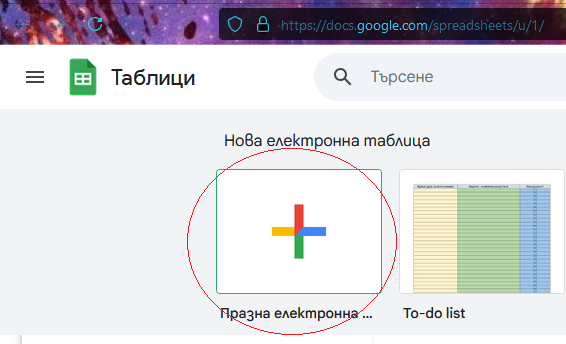 https://docs.google.com/spreadsheets/u/1/
Таблици
Търсене
Нова електронна таблица
Празна електронна ...
To-do list